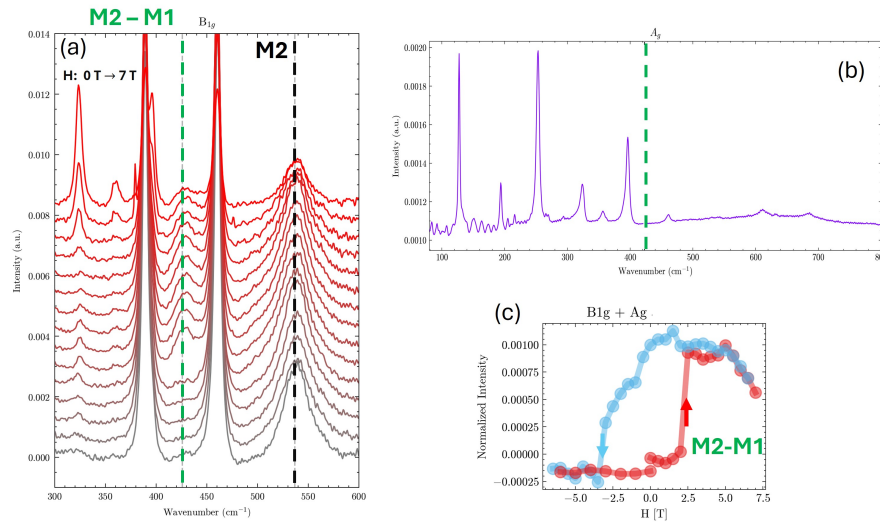 M2 – M1
B1g
(a)
M2
H: 0 T → 7 T
0.014
0.012
0.010
0.008
0.006
0.004
0.002
0.000
Intensity (a.u.)
300
350
400
450
500
550
600
Wavenumber (cm⁻¹)
Ag
(b)
0.0020
0.0018
0.0016
0.0014
0.0012
0.0010
Intensity (a.u.)
100
200
300
400
500
600
700
80
Wavenumber (cm⁻¹)
(c)
B1g + Ag
0.00100
0.00075
0.00050
0.00025
0.00000
−0.00025
Normalized Intensity
M2-M1
−5.0
−2.5
0.0
2.5
5.0
7.5
H [T]